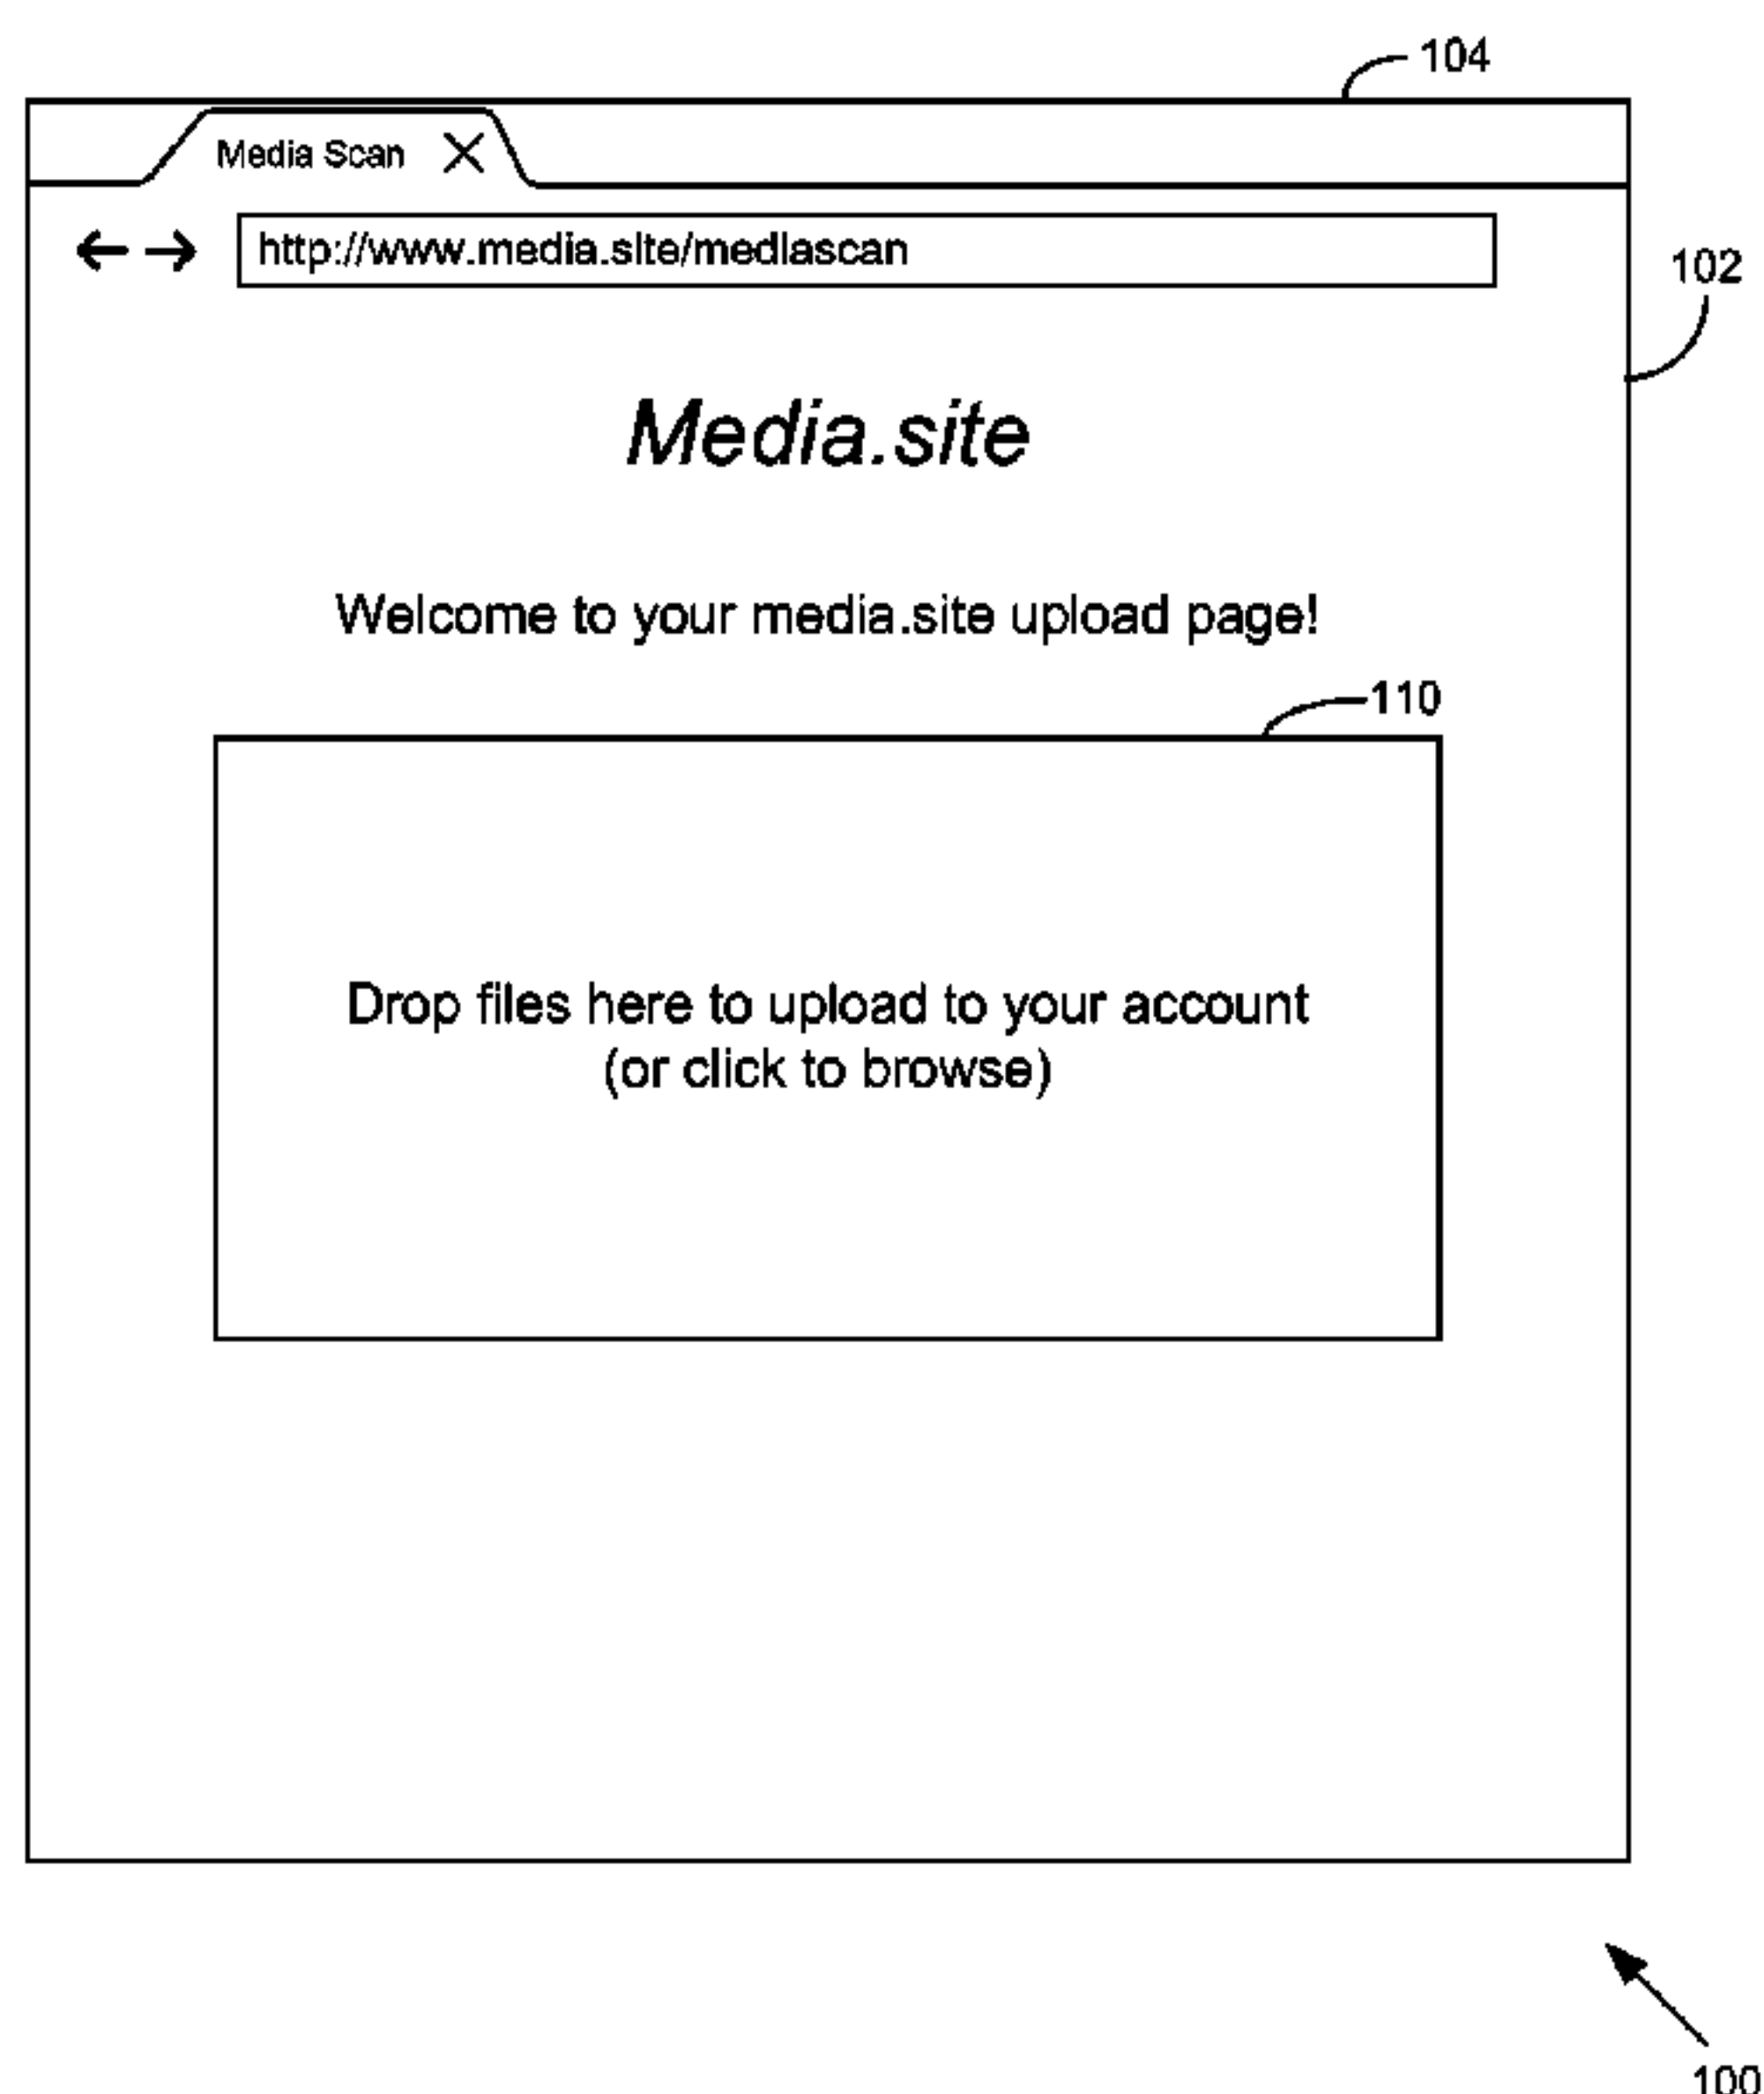 104
Media Scan
http://www.media.site/mediascan
102
Media.site
Welcome to your media.site upload page!
110
Drop files here to upload to your account
(or click to browse)
100